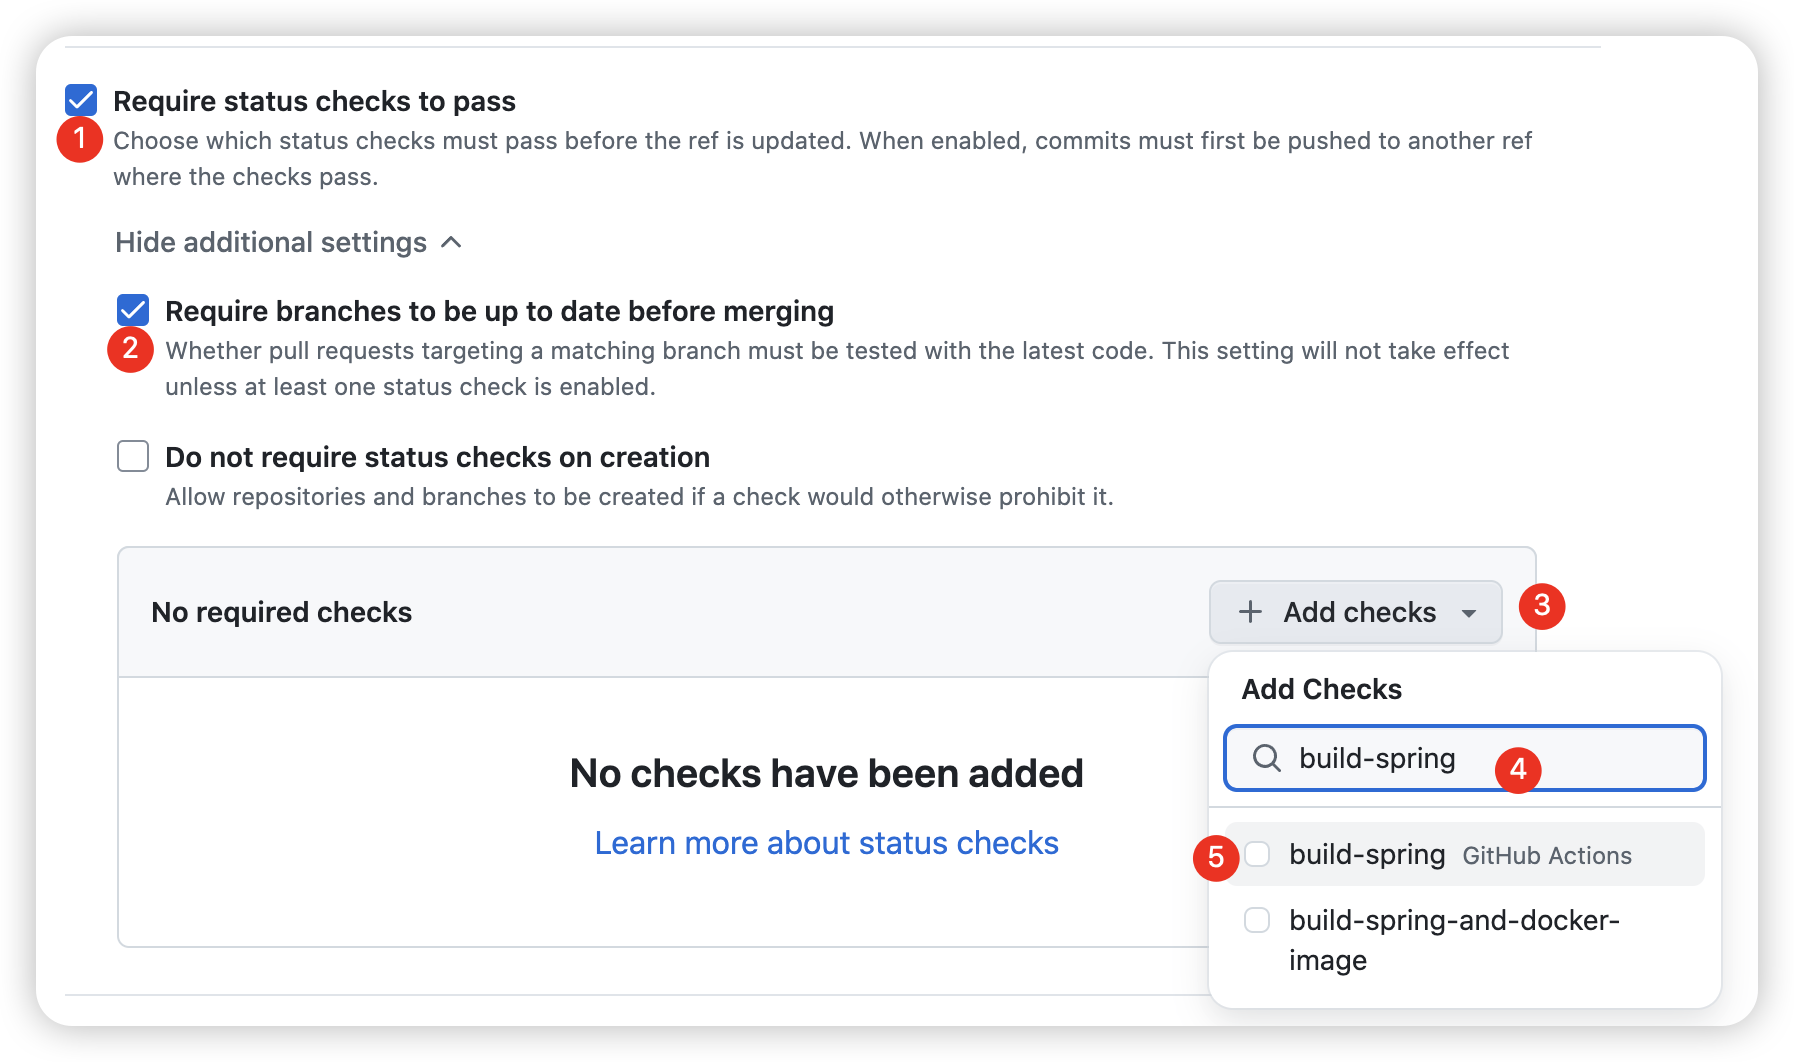 Require status checks to pass
1
Choose which status checks must pass before the ref is updated. When enabled, commits must first be pushed to another ref
where the checks pass.
Hide additional settings
Require branches to be up to date before merging
2
Whether pull requests targeting a matching branch must be tested with the latest code. This setting will not take effect
unless at least one status check is enabled.
Do not require status checks on creation
Allow repositories and branches to be created if a check would otherwise prohibit it.
No required checks
Add checks
3
Add Checks
build-spring
4
No checks have been added
Learn more about status checks
5
build-spring GitHub Actions
build-spring-and-docker-
image